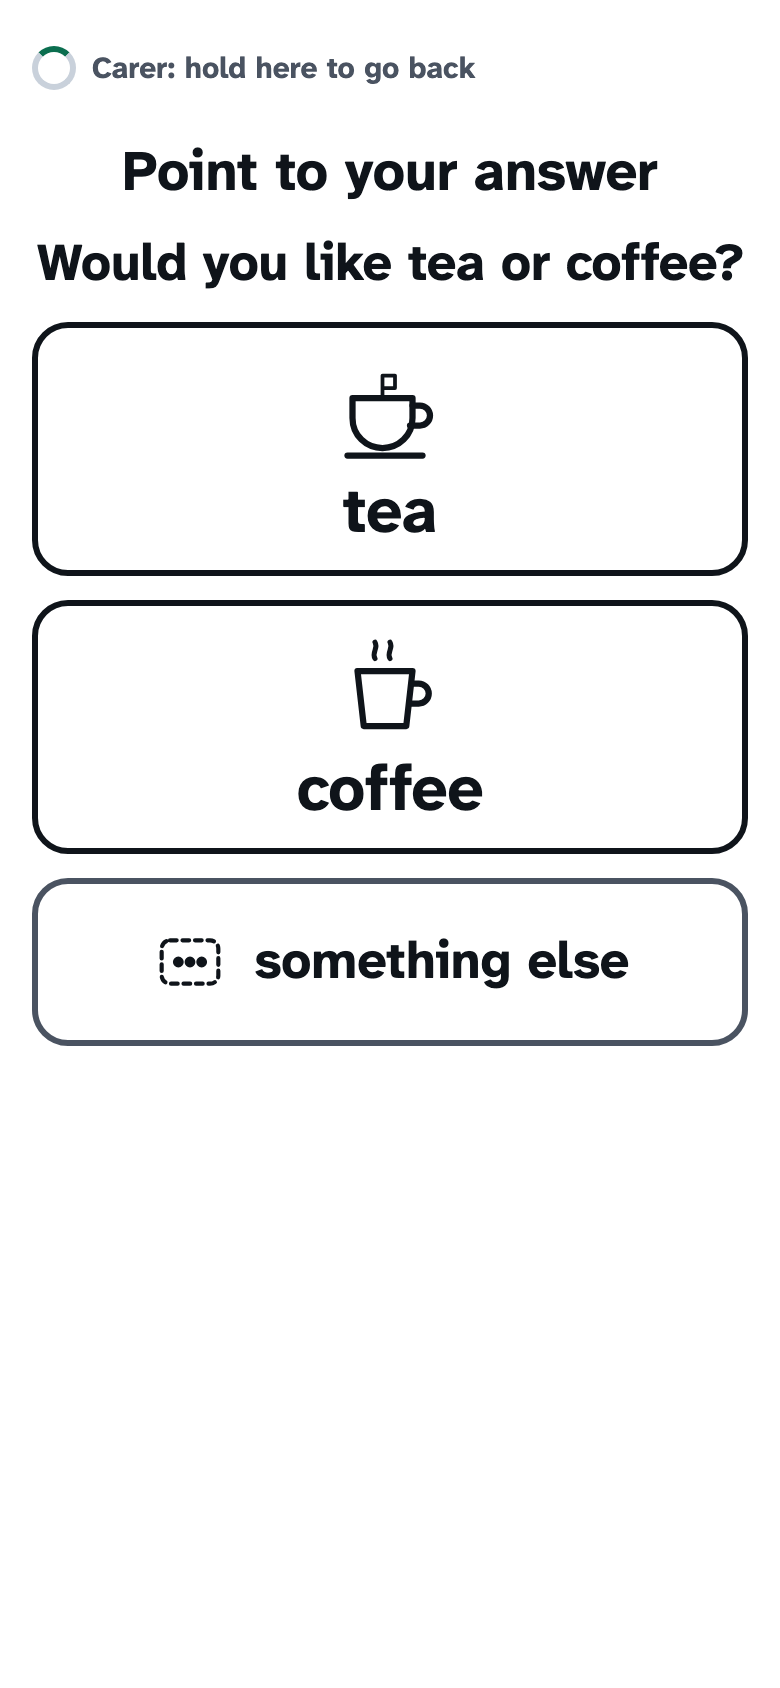 Carer: hold here to go back
Point to your answer
Would you like tea or coffee?
tea
coffee
something else